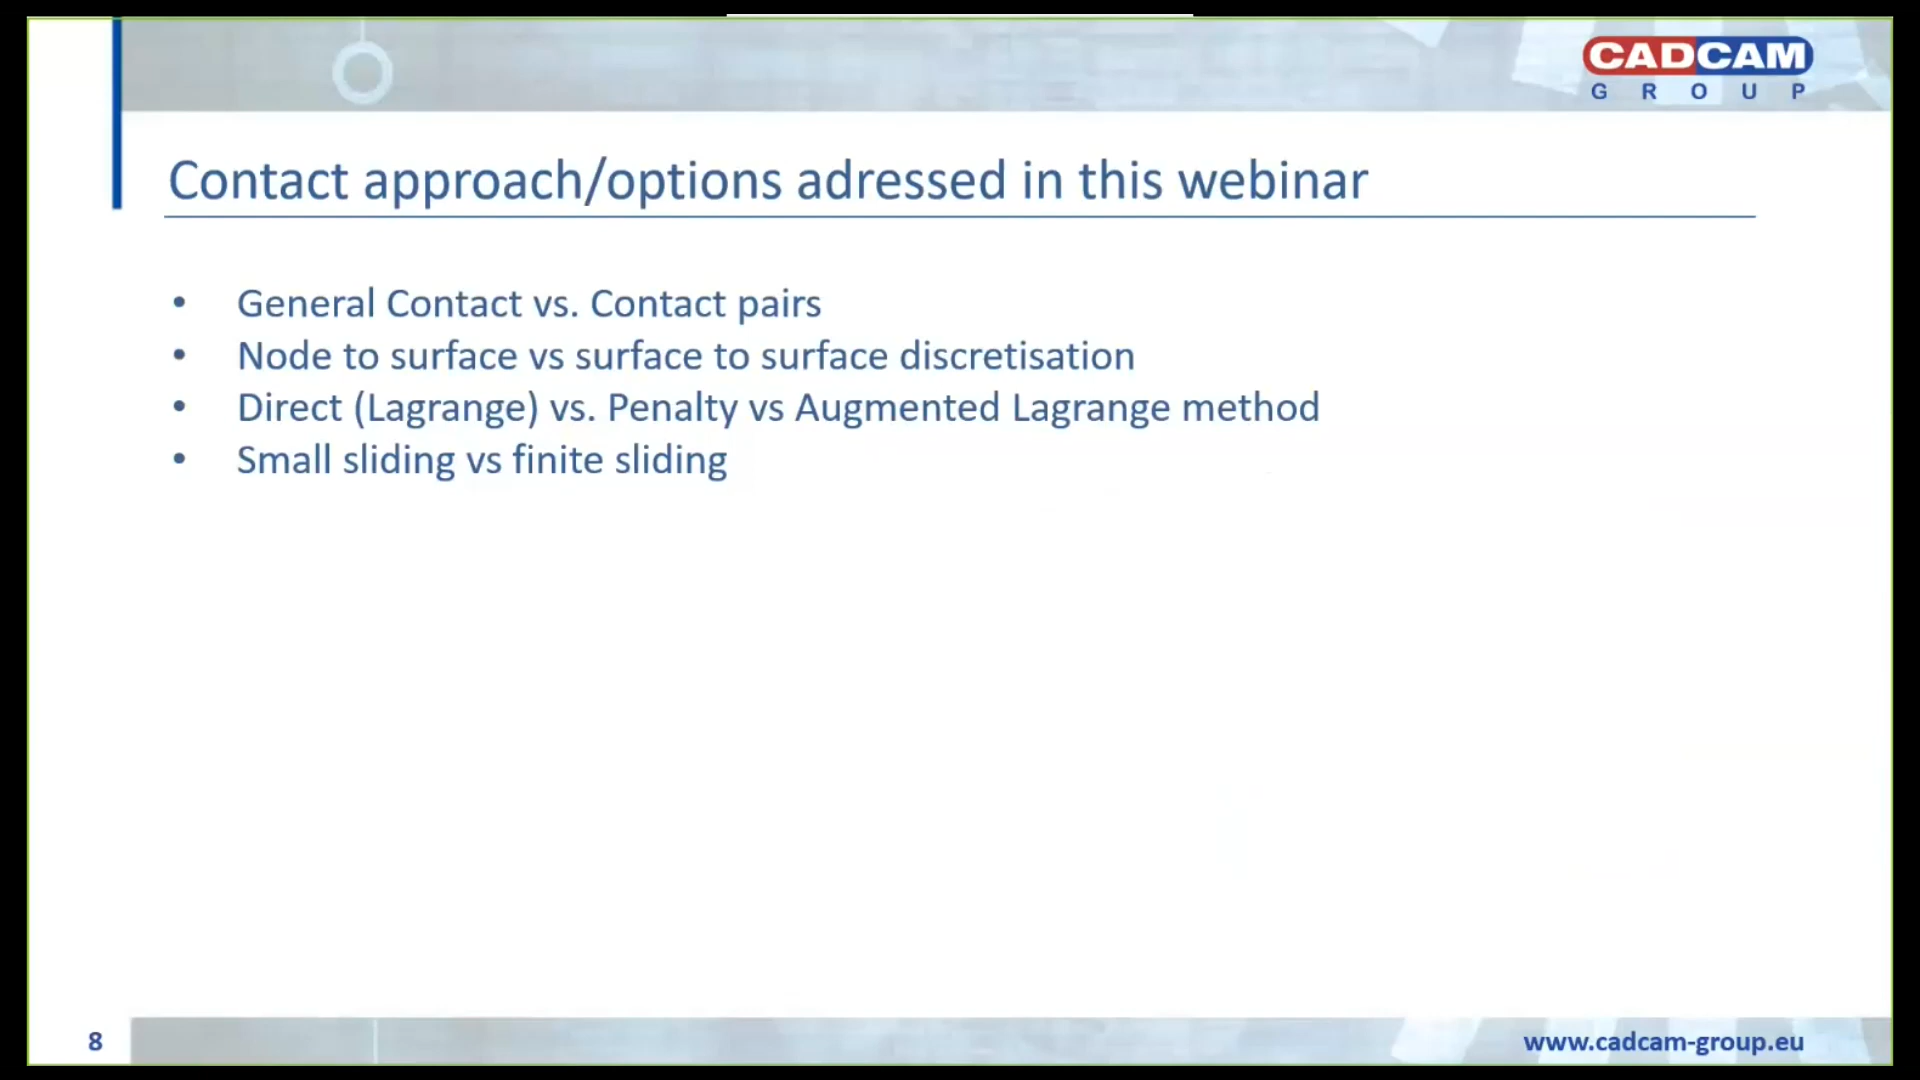 CADCAM
GROUP
Contact approach/options adressed in this webinar
• General Contact vs. Contact pairs
• Node to surface vs surface to surface discretisation
• Direct (Lagrange) vs. Penalty vs Augmented Lagrange method
• Small sliding vs finite sliding
8
www.cadcam-group.eu